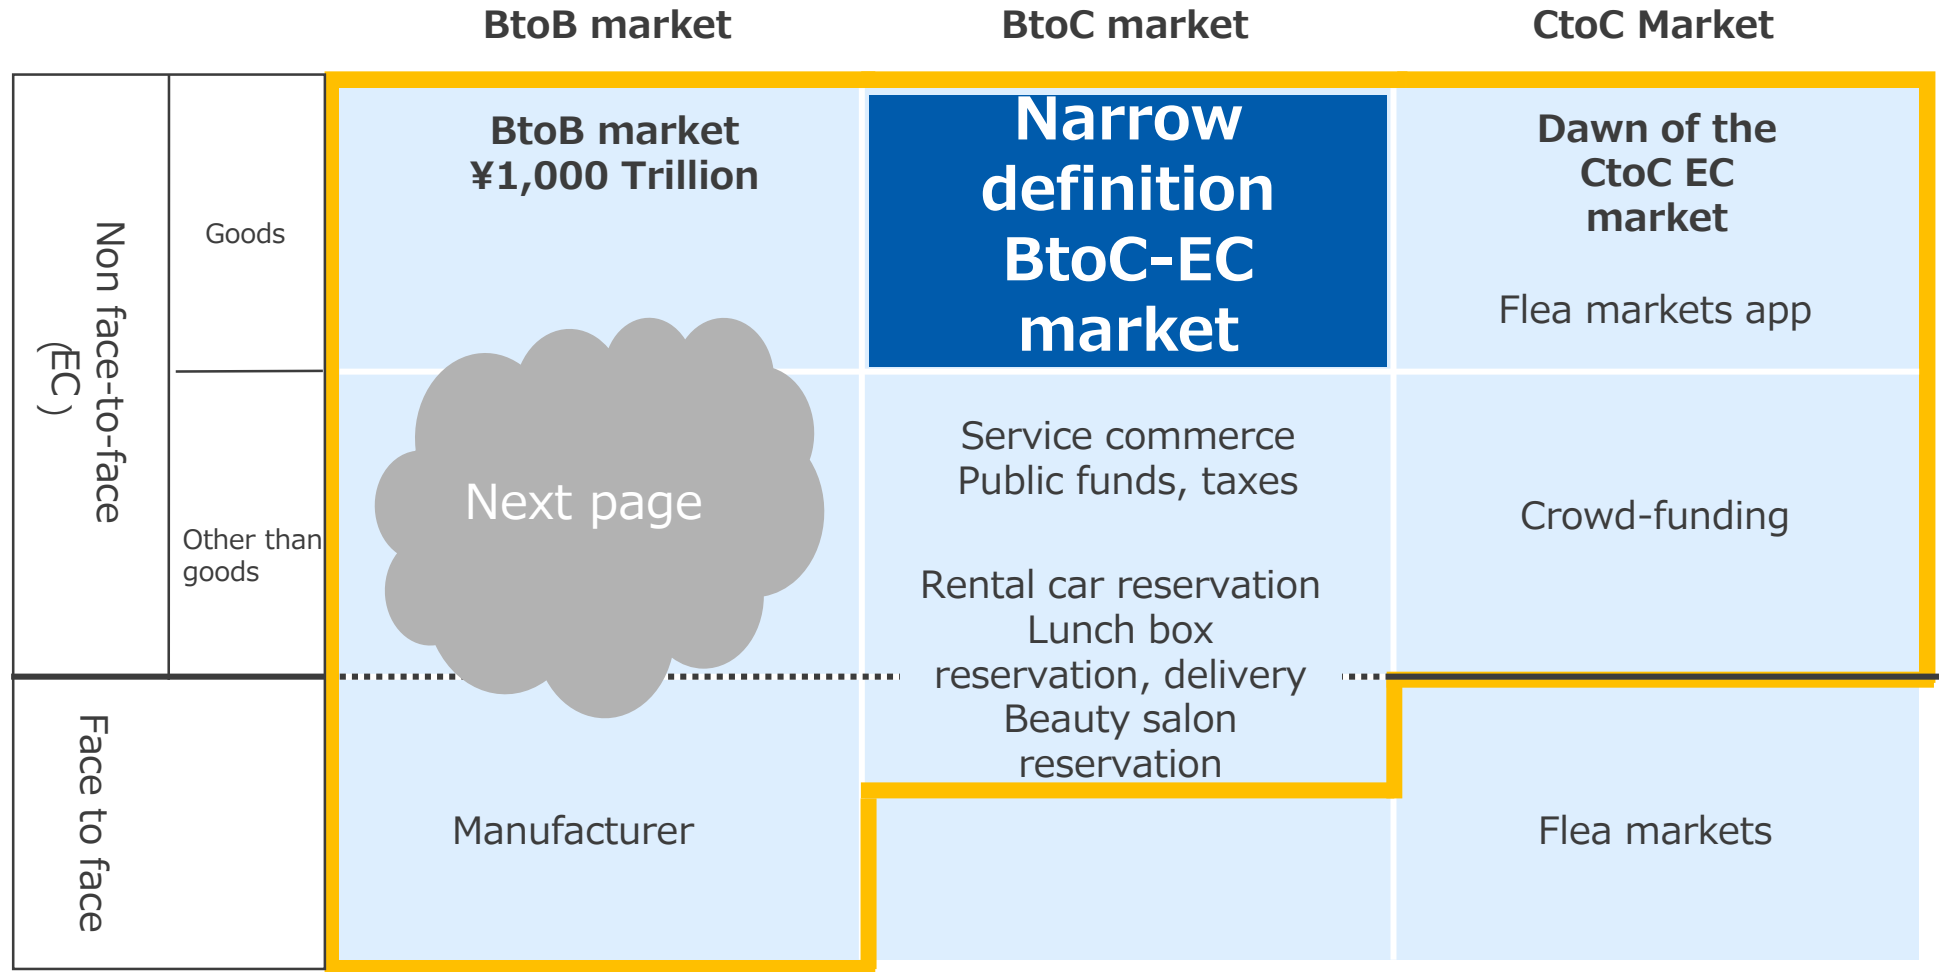 BtoB market
BtoC market
CtoC Market
Non face-to-face
(EC)
Goods
BtoB market
¥1,000 Trillion
Narrow
definition
BtoC-EC
market
Dawn of the
CtoC EC
market
Flea markets app
Other than
goods
Next page
Service commerce
Public funds, taxes
Rental car reservation
Lunch box
reservation, delivery
Beauty salon
reservation
Crowd-funding
Face to face
Manufacturer
Flea markets